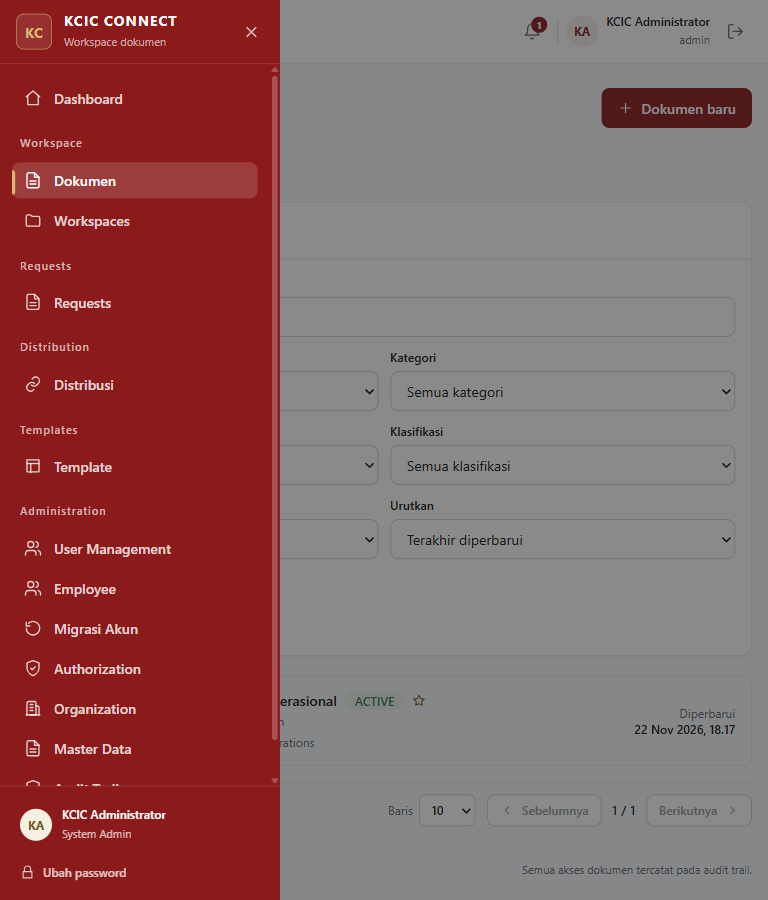 KC
KCIC CONNECT
Workspace dokumen
1
KA
KCIC Administrator
admin
Dokumen baru
Dashboard
Workspace
Dokumen
Workspaces
Requests
Requests
Distribution
Distribusi
Templates
Template
Administration
User Management
Employee
Migrasi Akun
Authorization
Organization
Master Data
KA
KCIC Administrator
System Admin
Ubah password
Kategori
Semua kategori
Klasifikasi
Semua klasifikasi
Urutkan
Terakhir diperbarui
erasional
ACTIVE
rations
Diperbarui
22 Nov 2026, 18.17
Baris
10
Sebelumnya
1 / 1
Berikutnya
Semua akses dokumen tercatat pada audit trail.